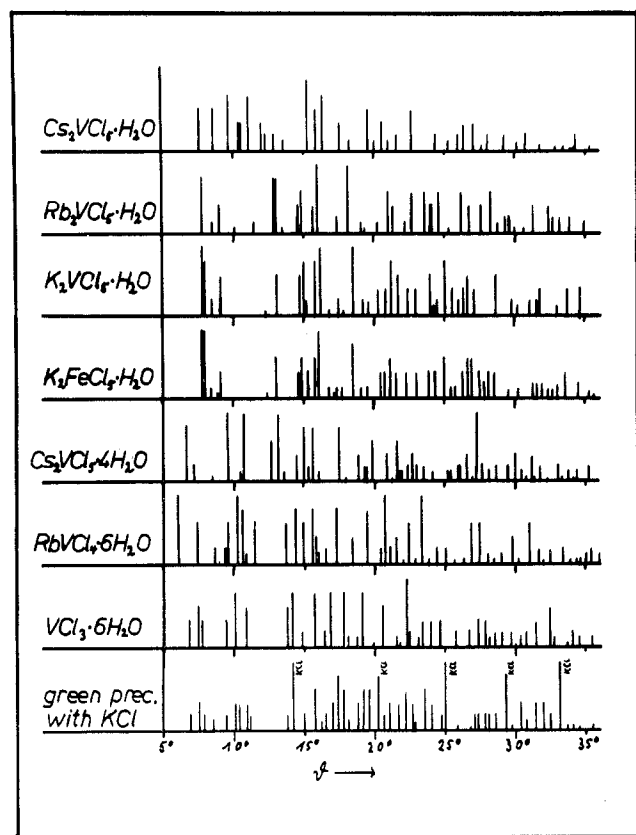 Cs₂VCl₅·H₂O
Rb₂VCl₅·H₂O
K₂VCl₅·H₂O
K₂FeCl₅·H₂O
Cs₂VCl₅·4H₂O
RbVCl₄·6H₂O
VCl₃·6H₂O
green prec.
with KCl
KCl KCl KCl KCl KCl
5° 10° 15° 20° 25° 30° 35°
ϑ →